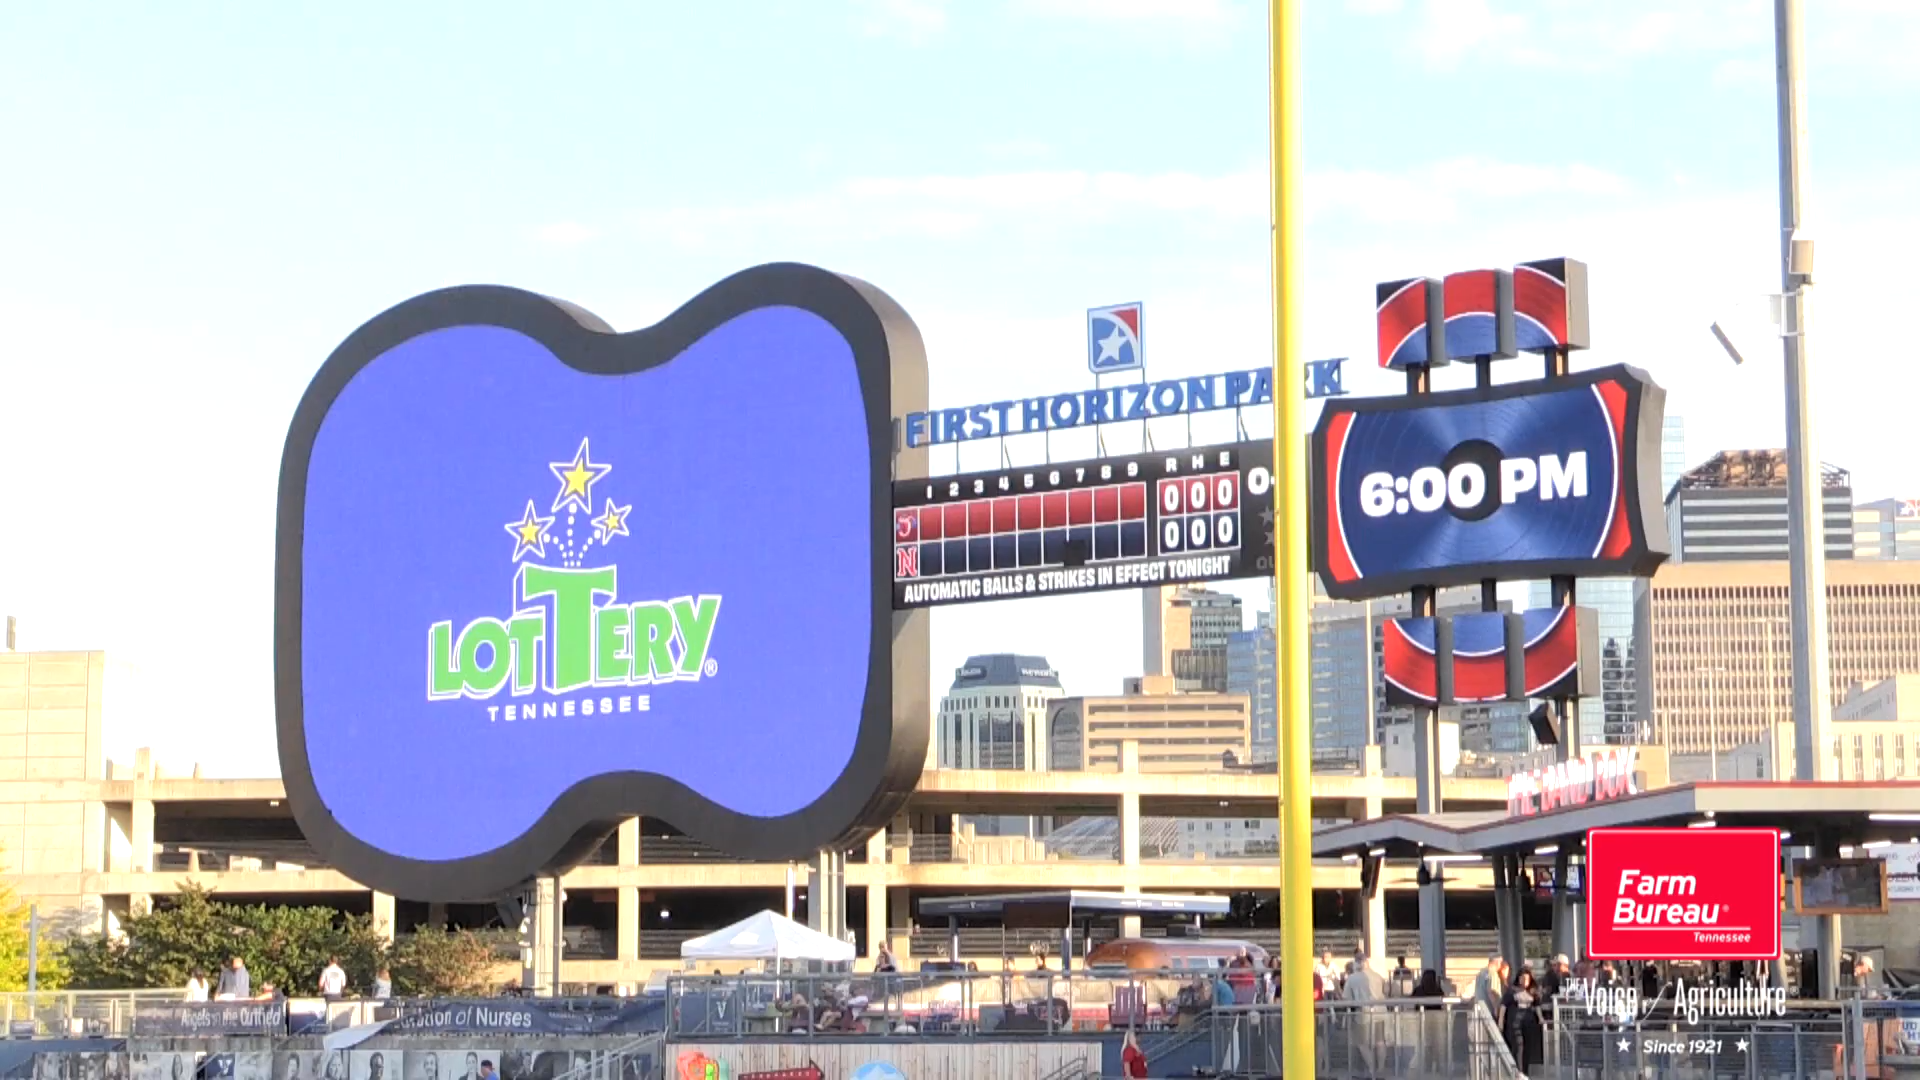 FIRST HORIZON PARK
1 2 3 4 5 6 7 8 9 R H E
0 0 0
N 0 0 0
AUTOMATIC BALLS & STRIKES IN EFFECT TONIGHT
6:00 PM
LOTTERY®
TENNESSEE
Farm
Bureau®
Tennessee
The Voice of Agriculture®
★ Since 1921 ★
Angels in the Outfield
of Nurses